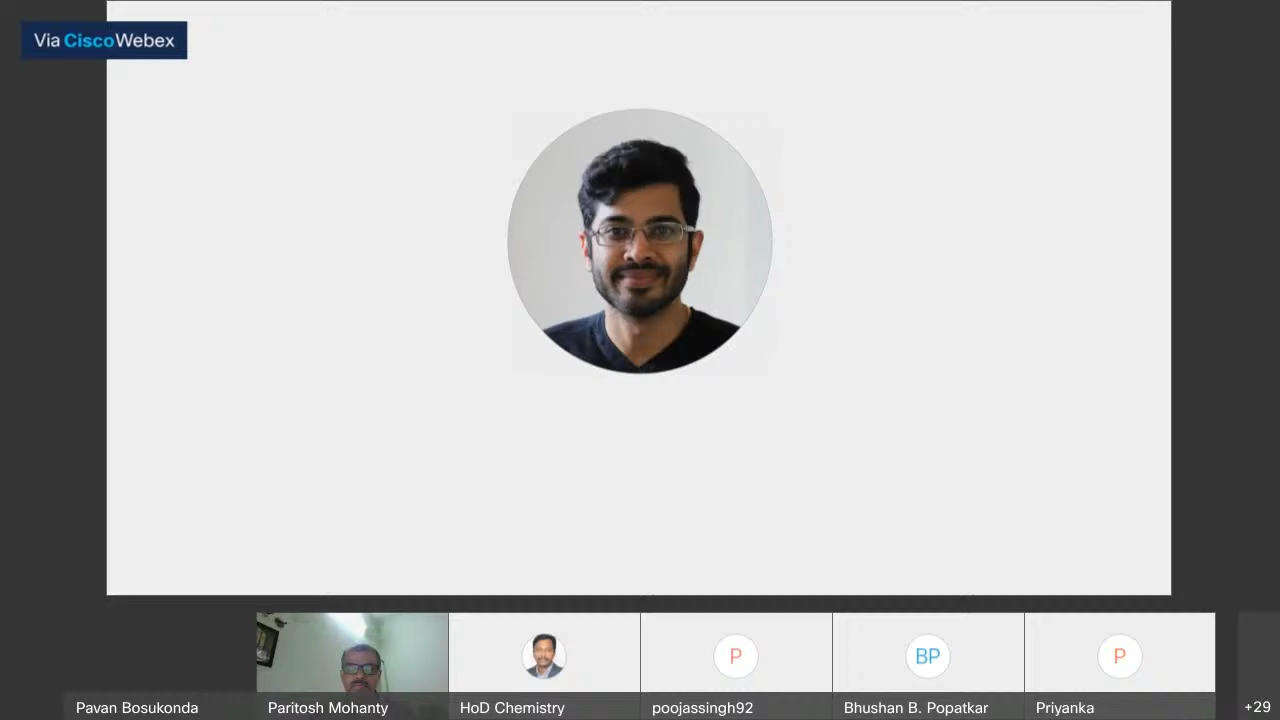 Via CiscoWebex
P
BP
P
Pavan Bosukonda
Paritosh Mohanty
HoD Chemistry
poojassingh92
Bhushan B. Popatkar
Priyanka
+29